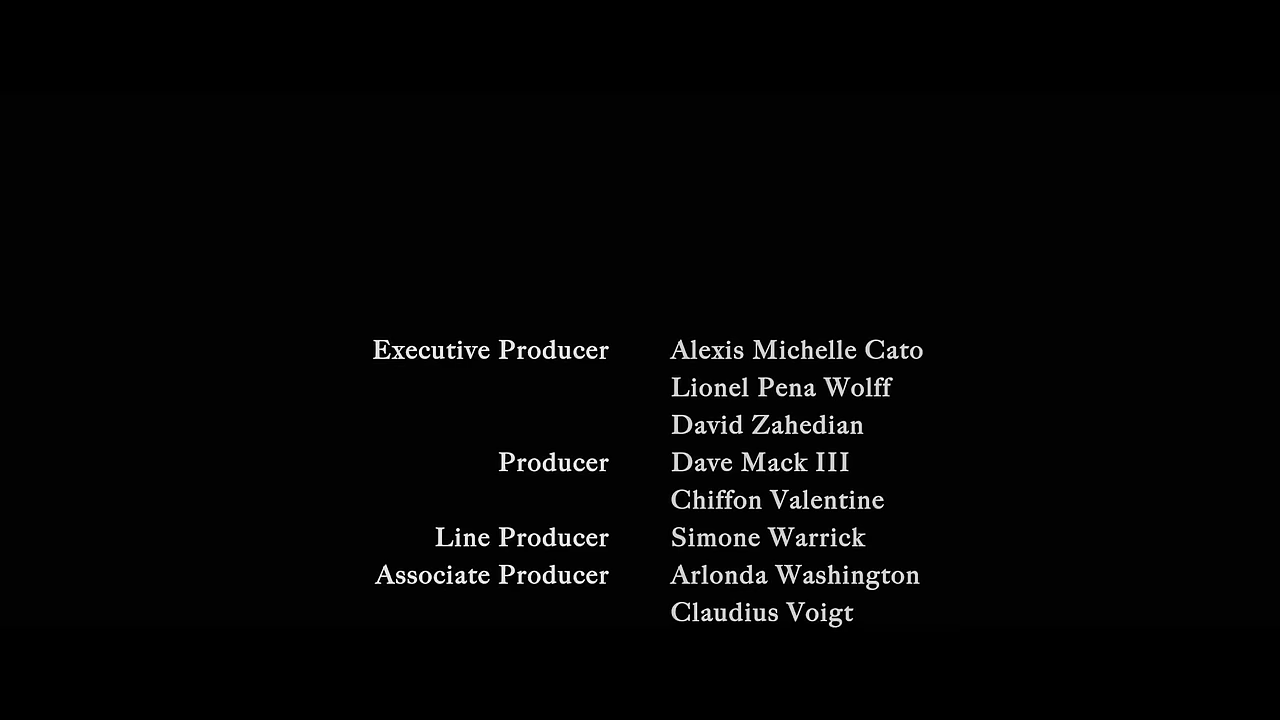 Executive Producer Alexis Michelle Cato
Lionel Pena Wolff
David Zahedian
Producer Dave Mack III
Chiffon Valentine
Line Producer Simone Warrick
Associate Producer Arlonda Washington
Claudius Voigt